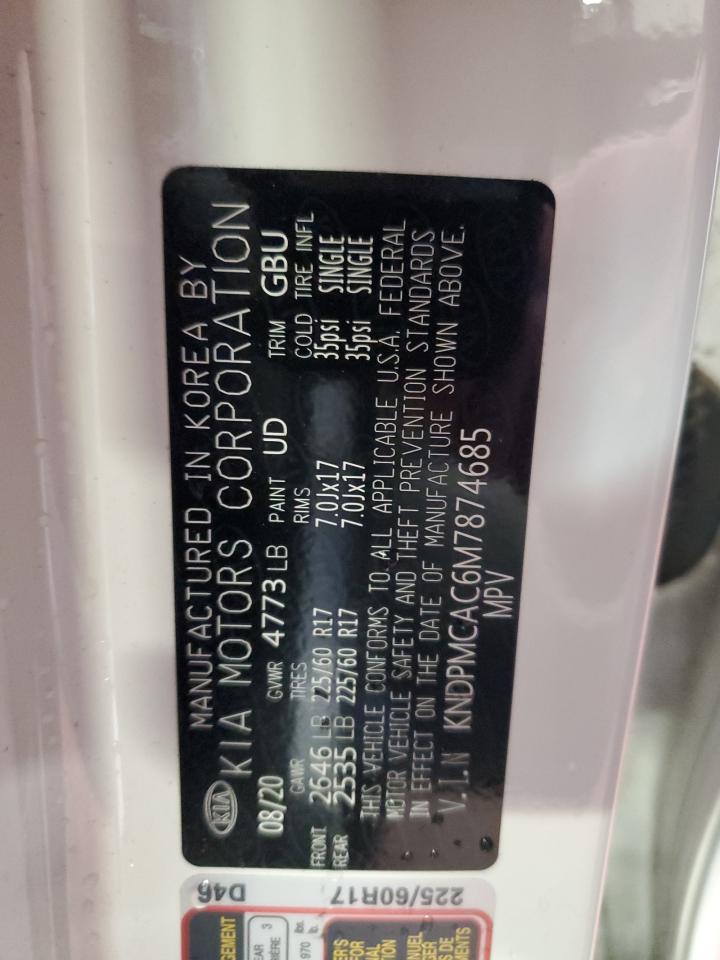 MANUFACTURED IN KOREA BY
KIA KIA MOTORS CORPORATION
08/20 GVWR 4773 LB PAINT UD TRIM GBU
GAWR TIRES RIMS COLD TIRE INFL
FRONT 2646 LB 225/60 R17 7.0Jx17 35psi SINGLE
REAR 2535 LB 225/60 R17 7.0Jx17 35psi SINGLE
THIS VEHICLE CONFORMS TO ALL APPLICABLE U.S.A. FEDERAL
MOTOR VEHICLE SAFETY AND THEFT PREVENTION STANDARDS
IN EFFECT ON THE DATE OF MANUFACTURE SHOWN ABOVE.
V.I.N KNDPMCAC6M7874685
MPV
225/60R17
D46